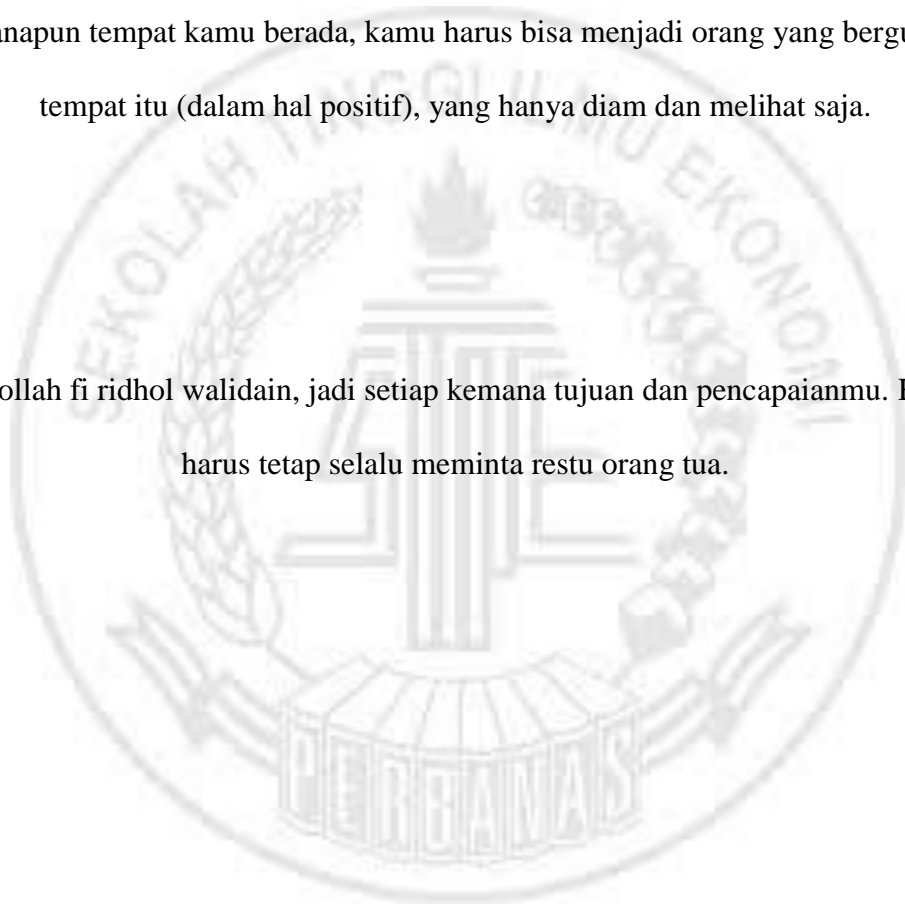 anapun tempat kamu berada, kamu harus bisa menjadi orang yang bergu
tempat itu (dalam hal positif), yang hanya diam dan melihat saja.
SEKOLAH TINGGI ILMU EKONOMI
ollah fi ridhol walidain, jadi setiap kemana tujuan dan pencapaianmu.
harus tetap selalu meminta restu orang tua.
PERBANAS